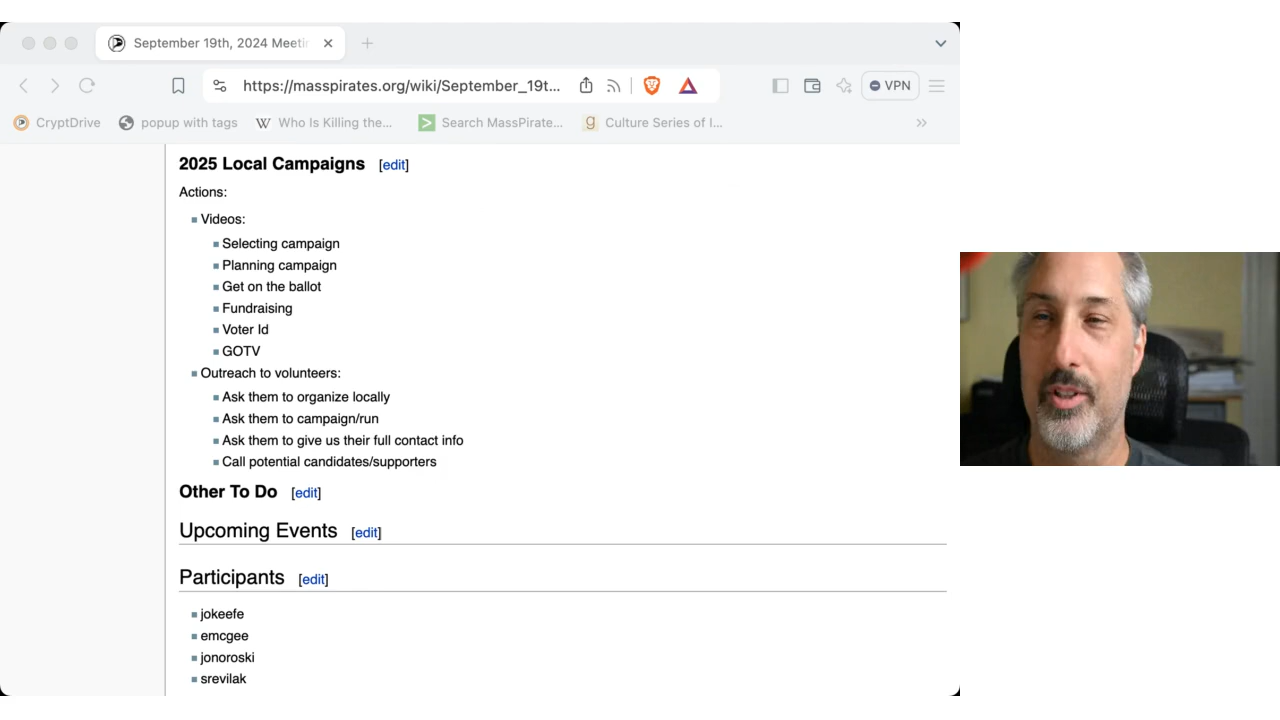 September 19th, 2024 Meeti
https://masspirates.org/wiki/September_19t...
VPN
CryptDrive
popup with tags
W Who Is Killing the...
Search MassPirate...
g Culture Series of I...
2025 Local Campaigns [edit]
Actions:
Videos:
Selecting campaign
Planning campaign
Get on the ballot
Fundraising
Voter Id
GOTV
Outreach to volunteers:
Ask them to organize locally
Ask them to campaign/run
Ask them to give us their full contact info
Call potential candidates/supporters
Other To Do [edit]
Upcoming Events [edit]
Participants [edit]
jokeefe
emcgee
jonoroski
srevilak